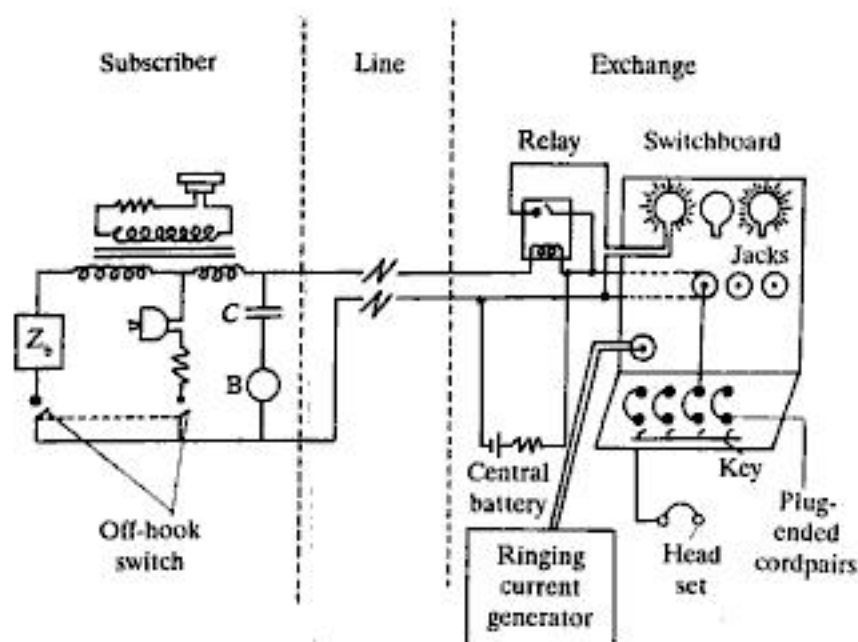 Subscriber
Line
Exchange
Relay
Switchboard
Jacks
C
Z
B
Key
Central
battery
Off-hook
switch
Plug-
ended
cordpairs
Head
set
Ringing
current
generator